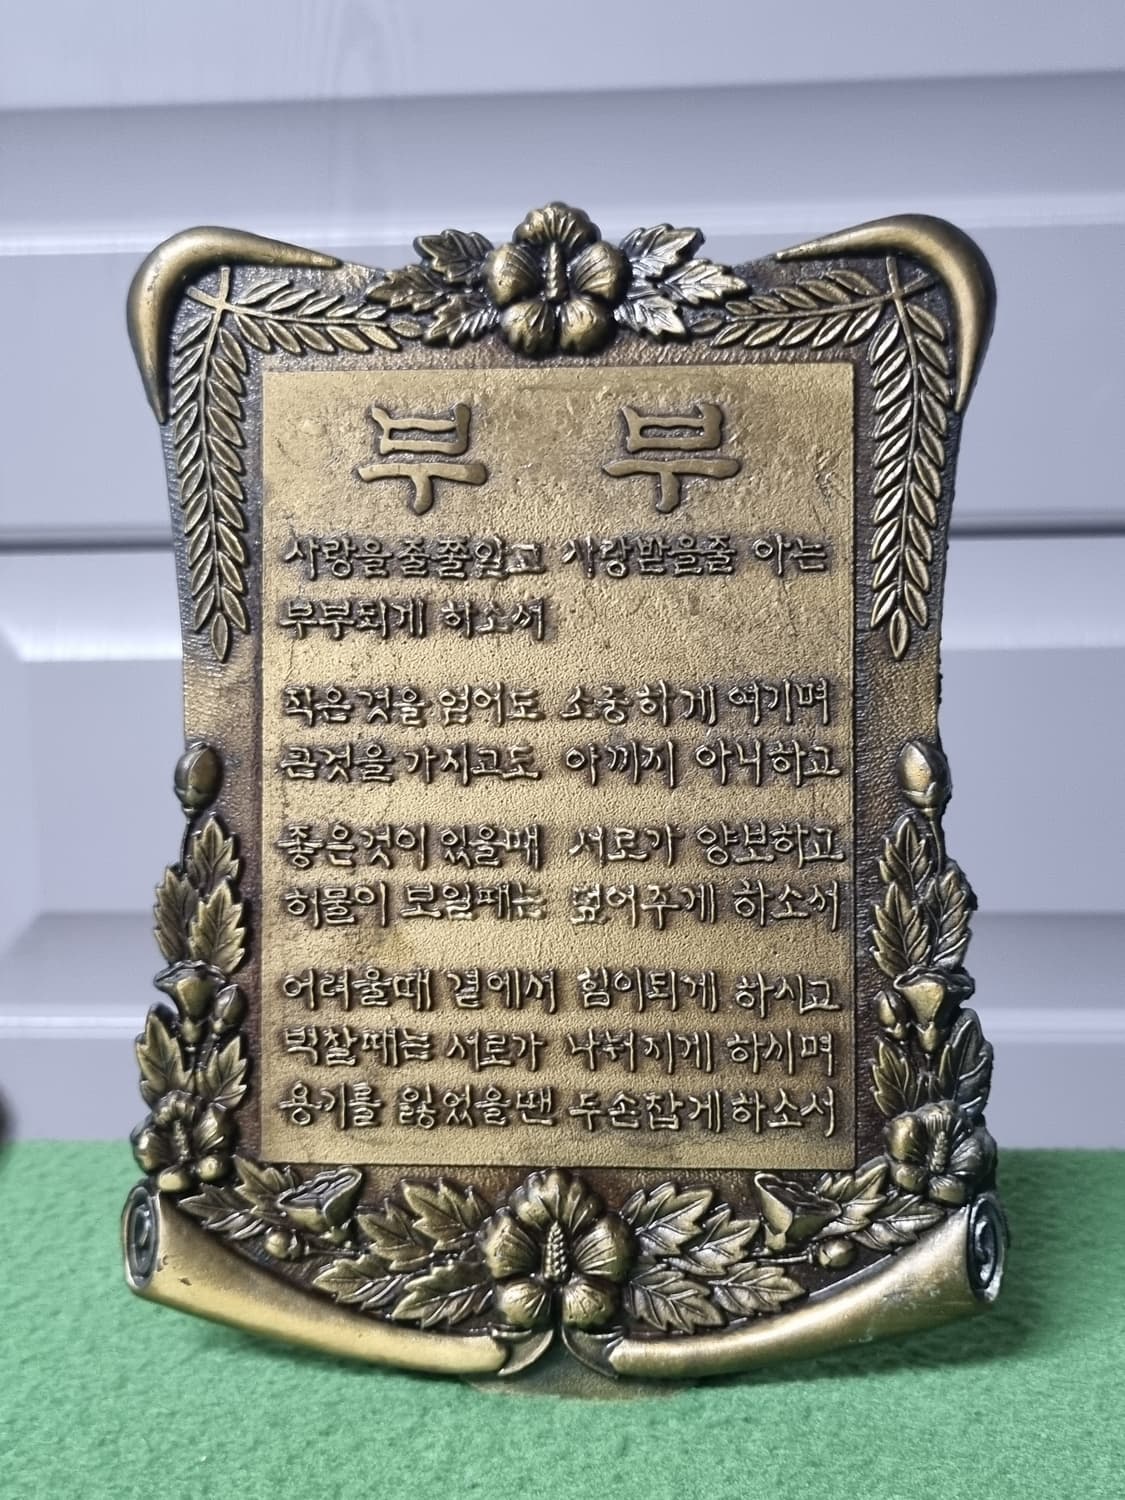 부 부
사랑을줄쭐알고 사랑받을줄 아는
부부되게 하소서
작은것을 얻어도 소중하게 여기며
큰것을 가지고도 아끼지 아니하고
좋은것이 있을때 서로가 양보하고
허물이 보일때는 덮어주게 하소서
어려울때 곁에서 힘이되게 하시고
벅찰때는 서로가 나눠지게 하시며
용기를 잃었을땐 두손잡게하소서